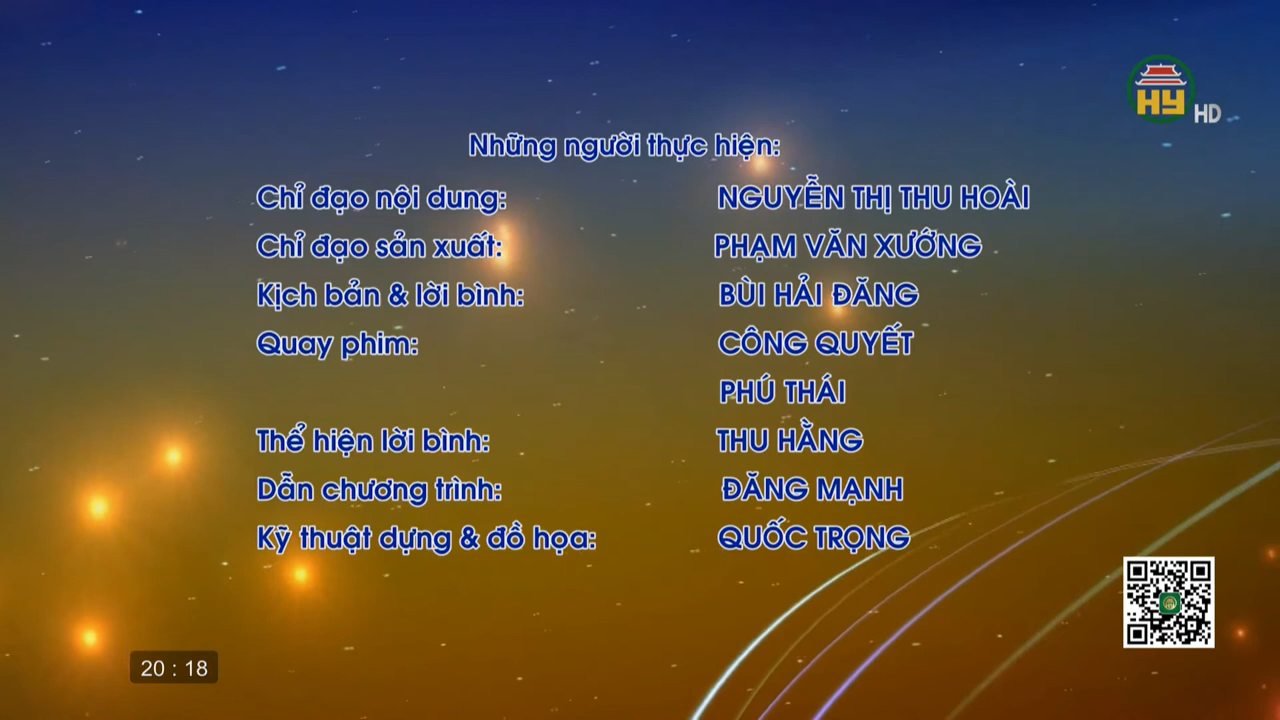 HY HD
Những người thực hiện:
Chỉ đạo nội dung: NGUYỄN THỊ THU HOÀI
Chỉ đạo sản xuất: PHẠM VĂN XƯỚNG
Kịch bản & lời bình: BÙI HẢI ĐĂNG
Quay phim: CÔNG QUYẾT
PHÚ THÁI
Thể hiện lời bình: THU HẰNG
Dẫn chương trình: ĐĂNG MẠNH
Kỹ thuật dựng & đồ họa: QUỐC TRỌNG
20 : 18